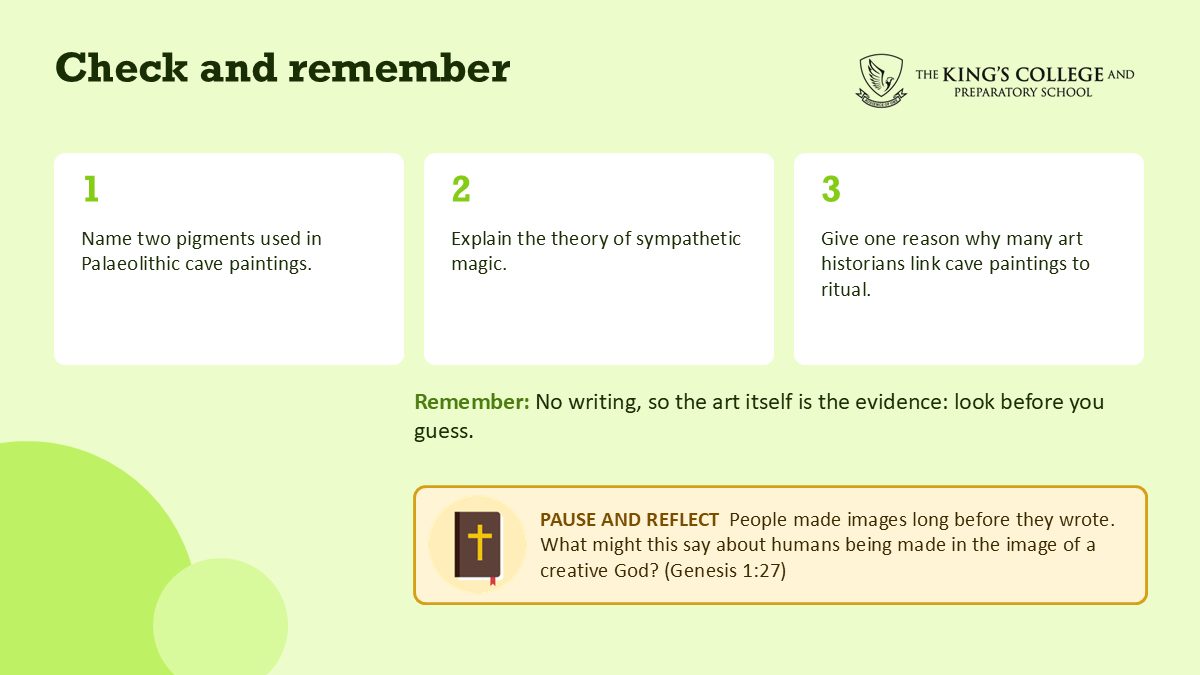 Check and remember
THE KING'S COLLEGE AND
PREPARATORY SCHOOL
1
Name two pigments used in
Palaeolithic cave paintings.
2
Explain the theory of sympathetic
magic.
3
Give one reason why many art
historians link cave paintings to
ritual.
Remember: No writing, so the art itself is the evidence: look before you
guess.
PAUSE AND REFLECT People made images long before they wrote.
What might this say about humans being made in the image of a
creative God? (Genesis 1:27)